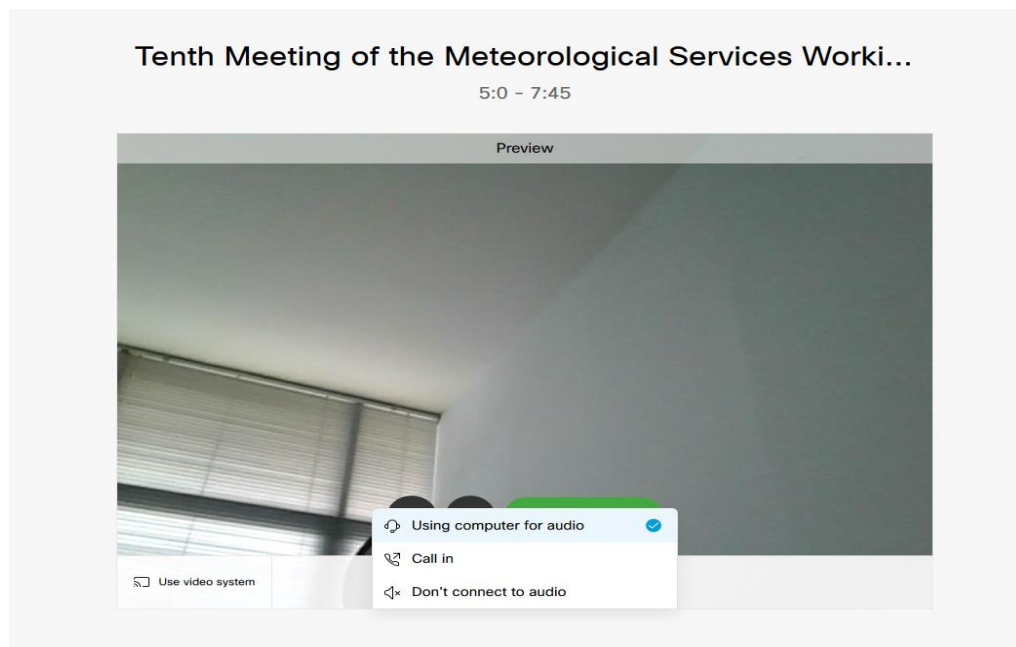 Tenth Meeting of the Meteorological Services Worki...
5:0 - 7:45
Preview
Using computer for audio
Call in
Use video system
Don't connect to audio